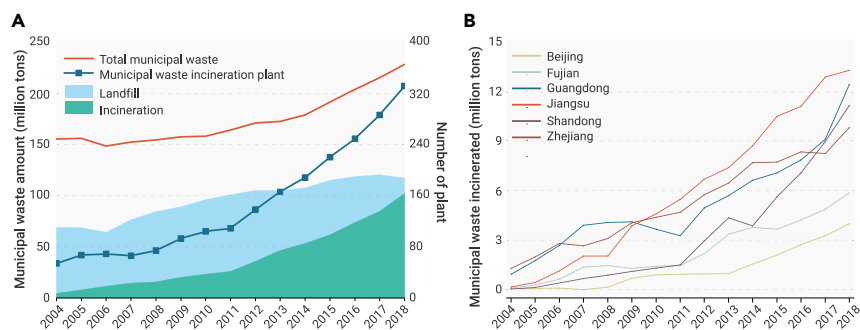 A
Municipal waste amount (million tons)
250
200
150
100
50
0
Total municipal waste
Municipal waste incineration plant
Landfill
Incineration
400
320
240
160
80
0
Number of plant
2004 2005 2006 2007 2008 2009 2010 2011 2012 2013 2014 2015 2016 2017 2018
B
Municipal waste incinerated (million tons)
15
12
9
6
3
0
Beijing
Fujian
Guangdong
Jiangsu
Shandong
Zhejiang
2004 2005 2006 2007 2008 2009 2010 2011 2012 2013 2014 2015 2016 2017 2018